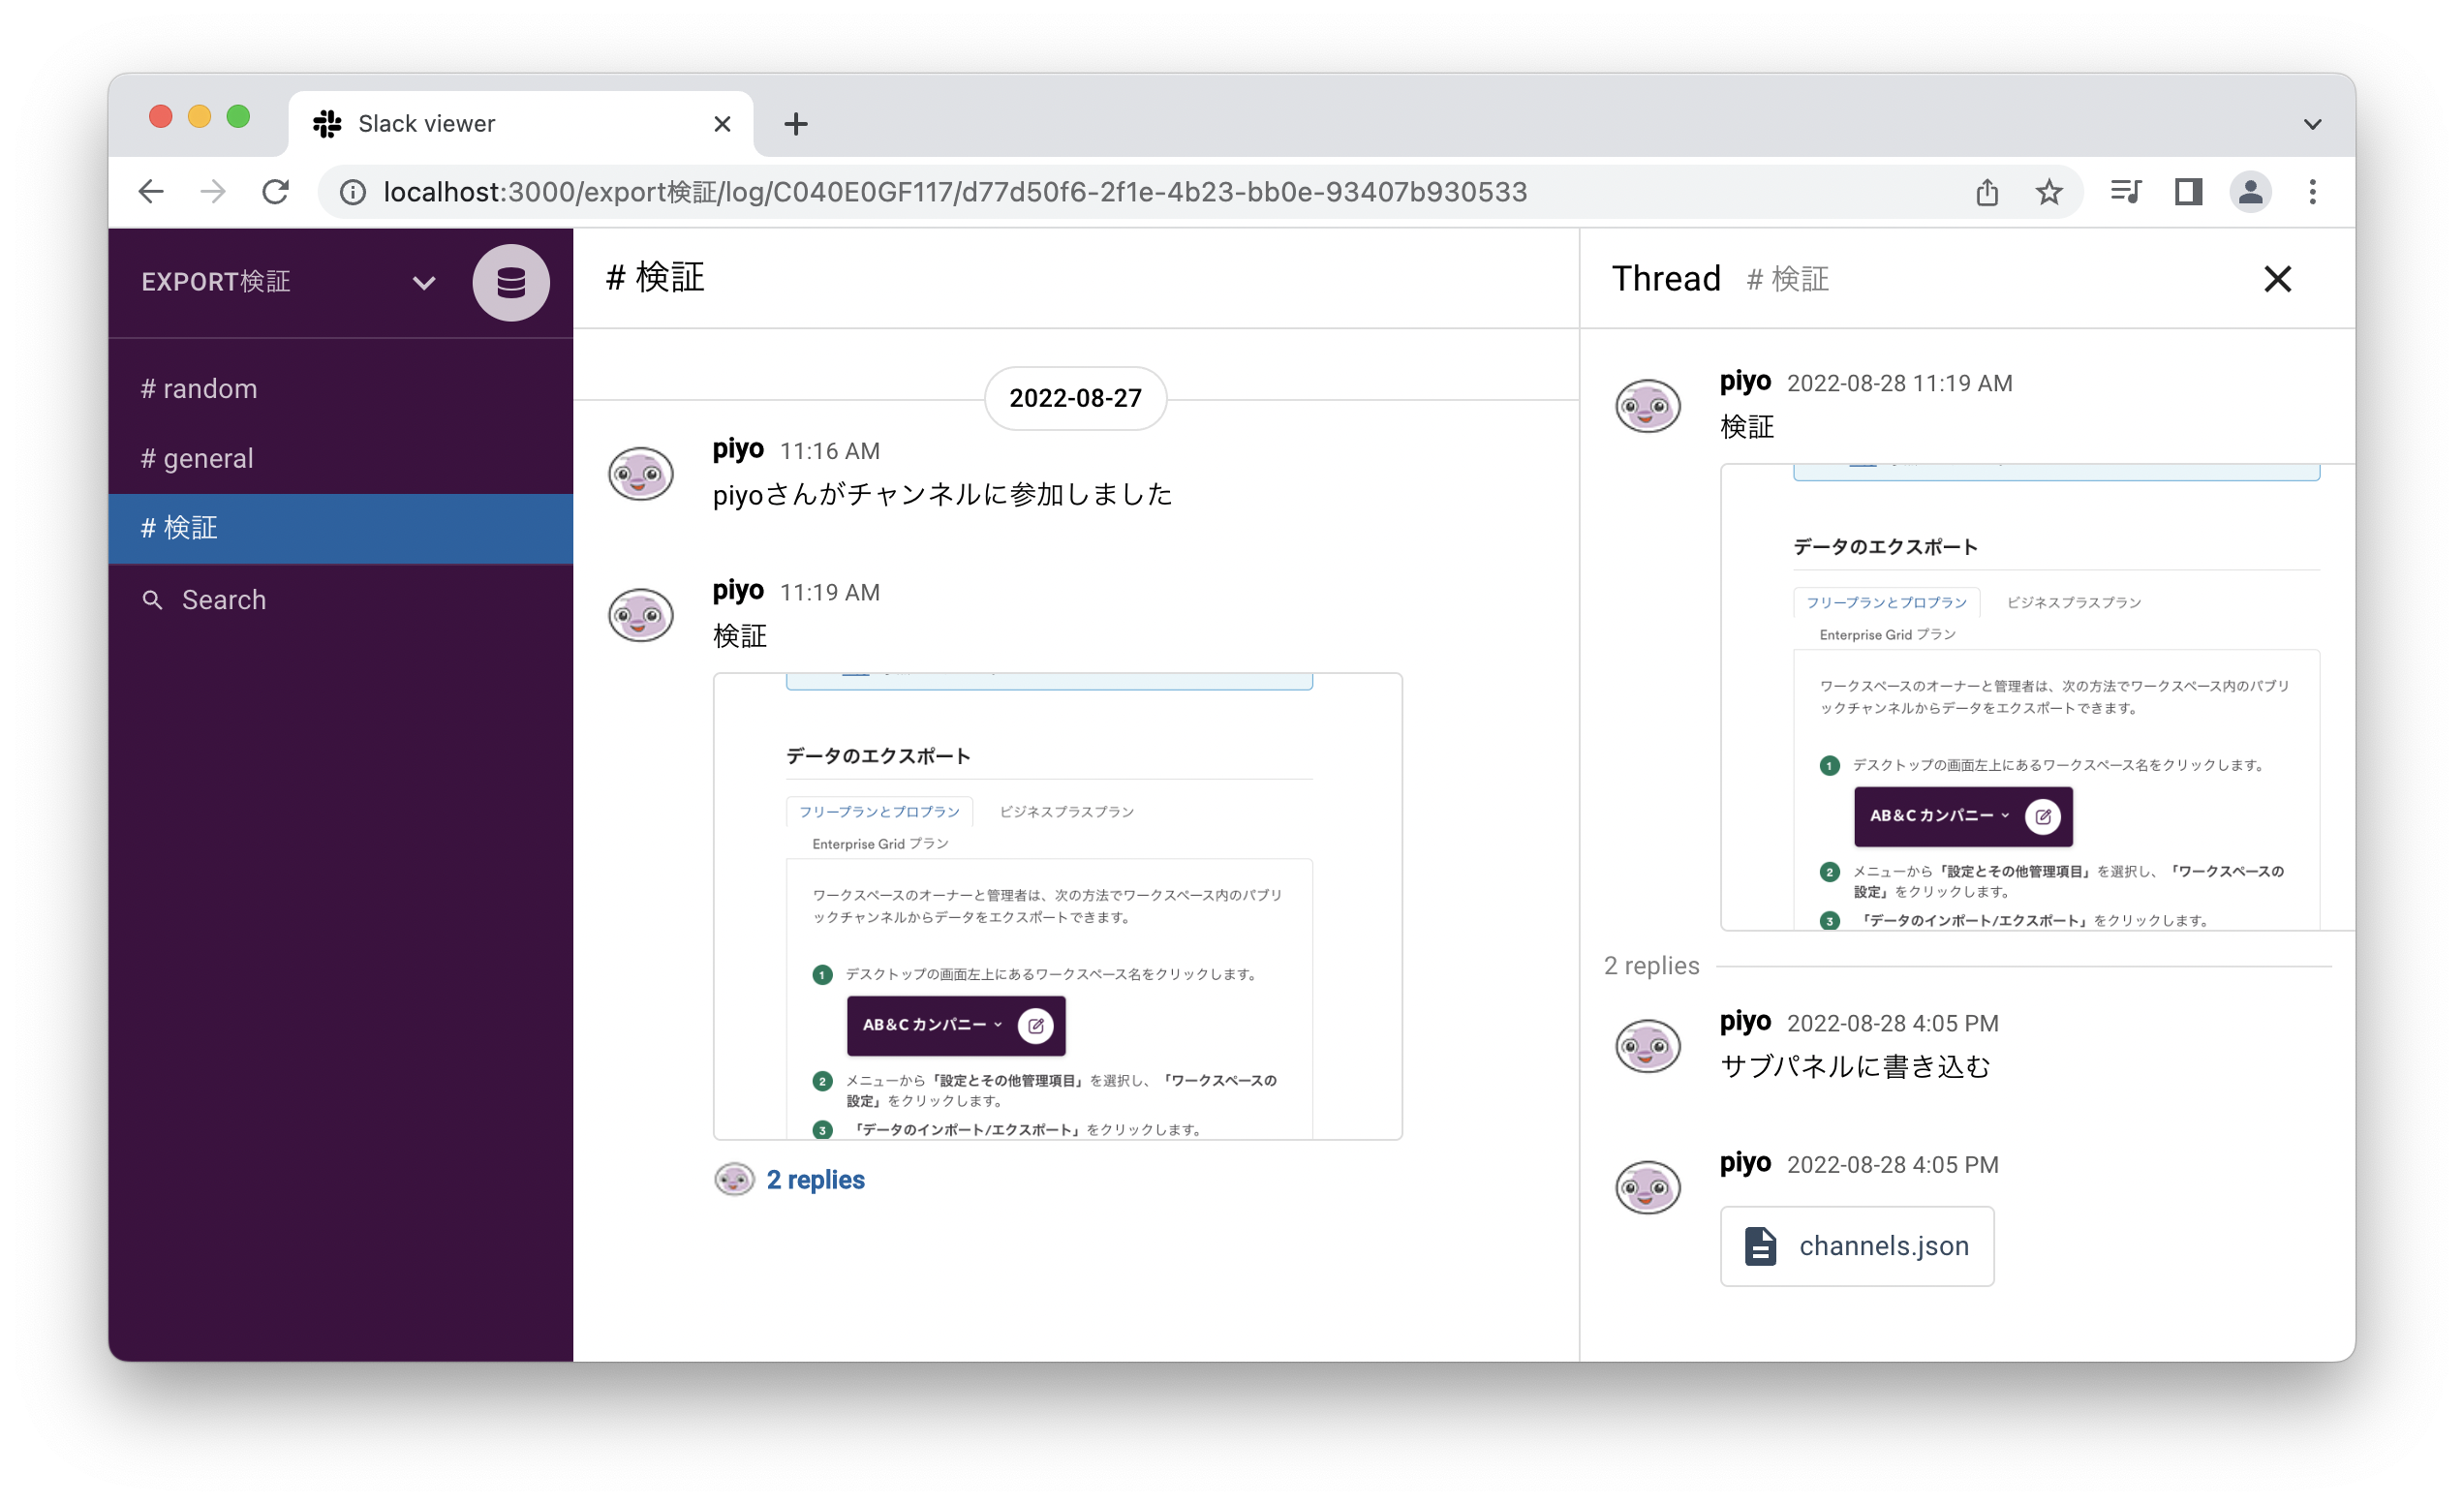 Slack viewer
localhost:3000/export検証/log/C040E0GF117/d77d50f6-2f1e-4b23-bb0e-93407b930533
EXPORT検証
# random
# general
# 検証
Search
# 検証
2022-08-27
piyo 11:16 AM
piyoさんがチャンネルに参加しました
piyo 11:19 AM
検証
データのエクスポート
フリープランとプロプラン ビジネスプラスプラン
Enterprise Grid プラン
ワークスペースのオーナーと管理者は、次の方法でワークスペース内のパブリ
ックチャンネルからデータをエクスポートできます。
1 デスクトップの画面左上にあるワークスペース名をクリックします。
AB&C カンパニー
2 メニューから「設定とその他管理項目」を選択し、「ワークスペースの
設定」をクリックします。
3 「データのインポート/エクスポート」をクリックします。
2 replies
Thread # 検証
piyo 2022-08-28 11:19 AM
検証
データのエクスポート
フリープランとプロプラン ビジネスプラスプラン
Enterprise Grid プラン
ワークスペースのオーナーと管理者は、次の方法でワークスペース内のパブリ
ックチャンネルからデータをエクスポートできます。
1 デスクトップの画面左上にあるワークスペース名をクリックします。
AB&C カンパニー
2 メニューから「設定とその他管理項目」を選択し、「ワークスペースの
設定」をクリックします。
3 「データのインポート/エクスポート」をクリックします。
2 replies
piyo 2022-08-28 4:05 PM
サブパネルに書き込む
piyo 2022-08-28 4:05 PM
channels.json